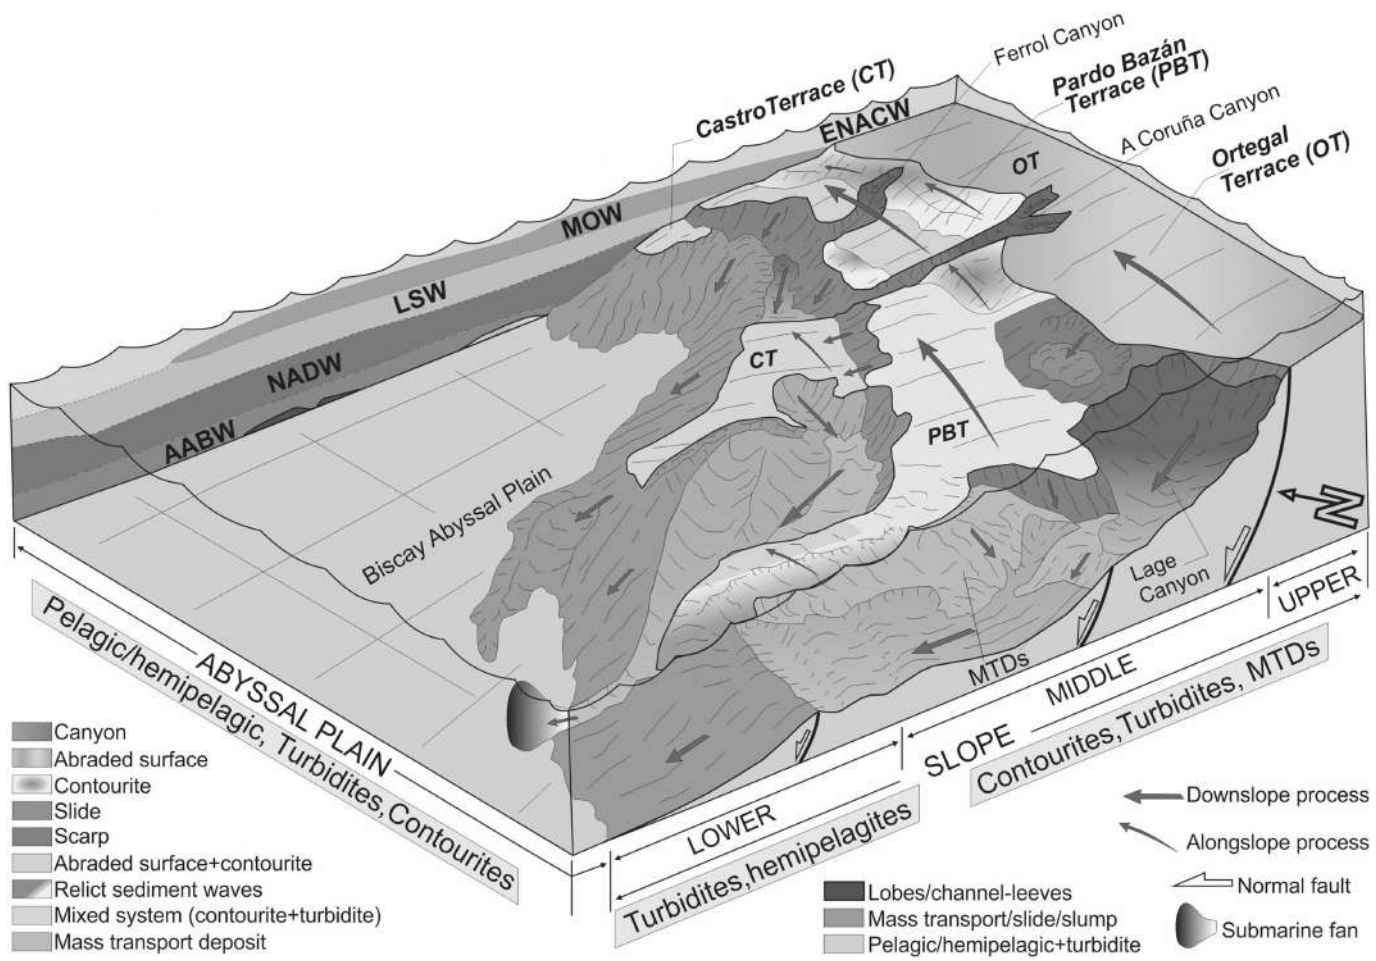 Ferrol Canyon
Pardo Bazán
Terrace (PBT)
CastroTerrace (CT)
A Coruña Canyon
Ortegal
Terrace (OT)
ENACW
OT
MOW
LSW
NADW
AABW
CT
PBT
Biscay Abyssal Plain
N
Lage
Canyon
MTDs
UPPER
MIDDLE
SLOPE
LOWER
ABYSSAL PLAIN
Pelagic/hemipelagic, Turbidites,Contourites
Contourites,Turbidites, MTDs
Turbidites,hemipelagites
Canyon
Abraded surface
Contourite
Slide
Scarp
Abraded surface+contourite
Relict sediment waves
Mixed system (contourite+turbidite)
Mass transport deposit
Lobes/channel-leeves
Mass transport/slide/slump
Pelagic/hemipelagic+turbidite
Downslope process
Alongslope process
Normal fault
Submarine fan